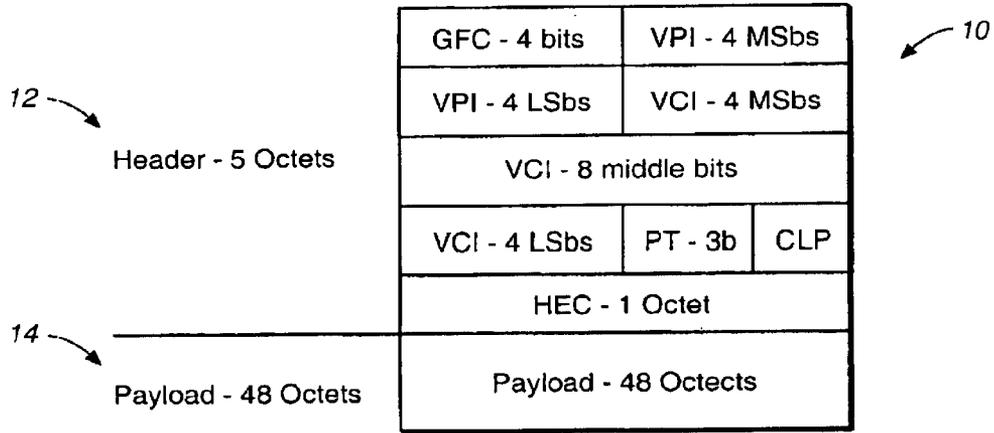 GFC - 4 bits VPI - 4 MSbs 10
12 VPI - 4 LSbs VCI - 4 MSbs
Header - 5 Octets VCI - 8 middle bits
VCI - 4 LSbs PT - 3b CLP
HEC - 1 Octet
14
Payload - 48 Octets Payload - 48 Octects